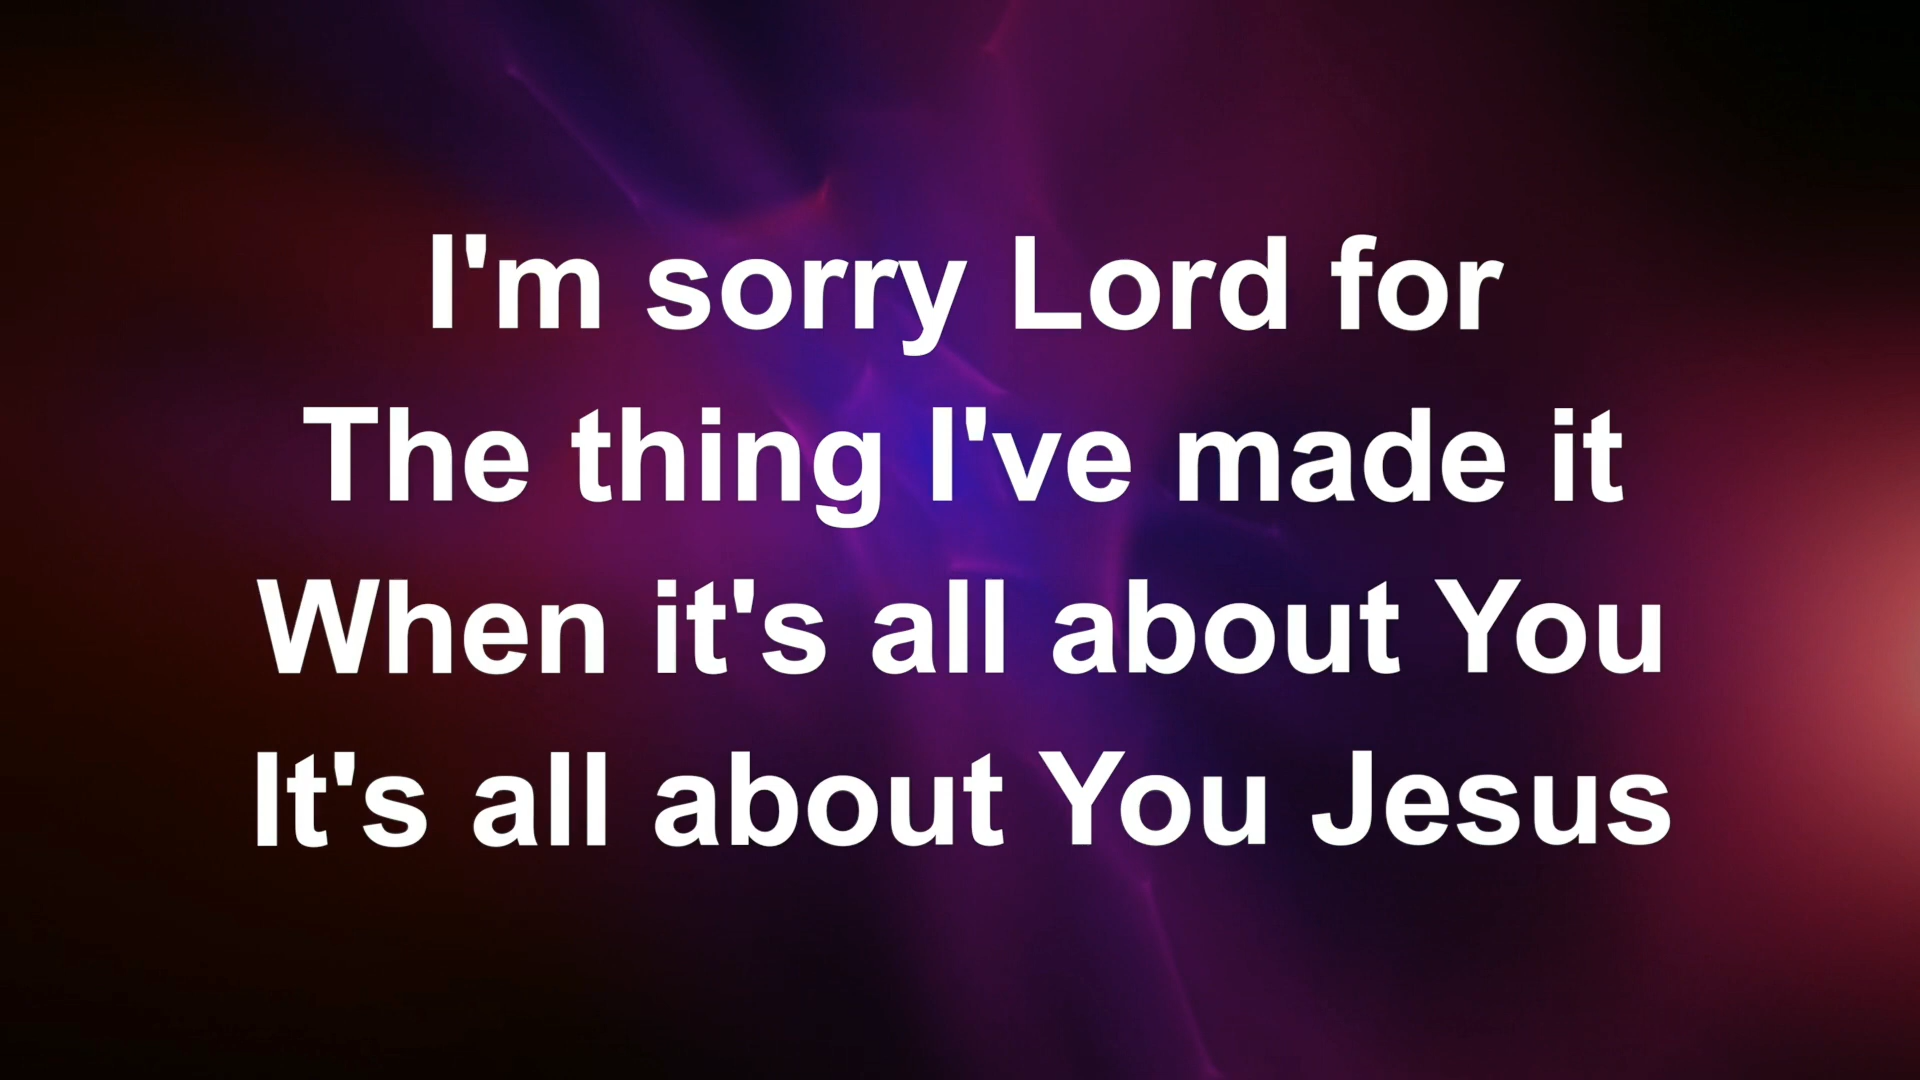 I'm sorry Lord for
The thing I've made it
When it's all about You
It's all about You Jesus